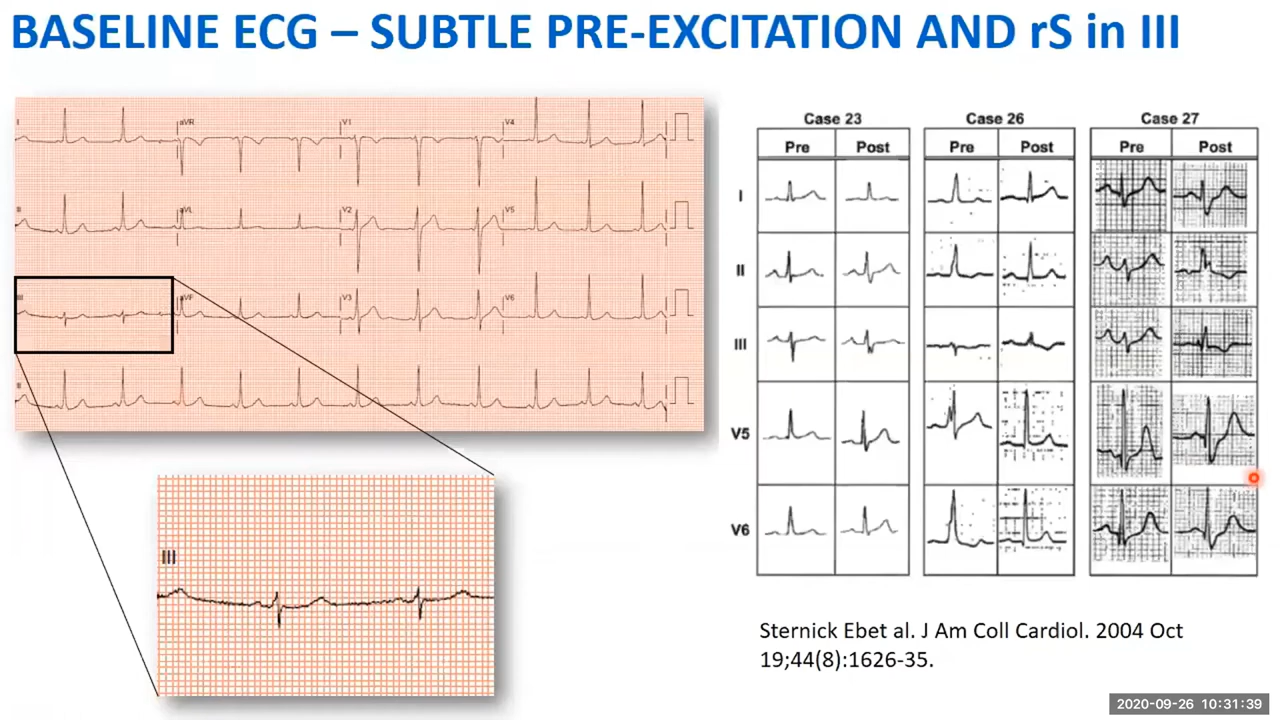 BASELINE ECG – SUBTLE PRE-EXCITATION AND rS in III
I aVR V1 V4
II aVL V2 V5
III aVF V3 V6
II
III
Case 23 Case 26 Case 27
Pre Post Pre Post Pre Post
I
II
III
V5
V6
Sternick Ebet al. J Am Coll Cardiol. 2004 Oct
19;44(8):1626-35.
2020-09-26 10:31:39